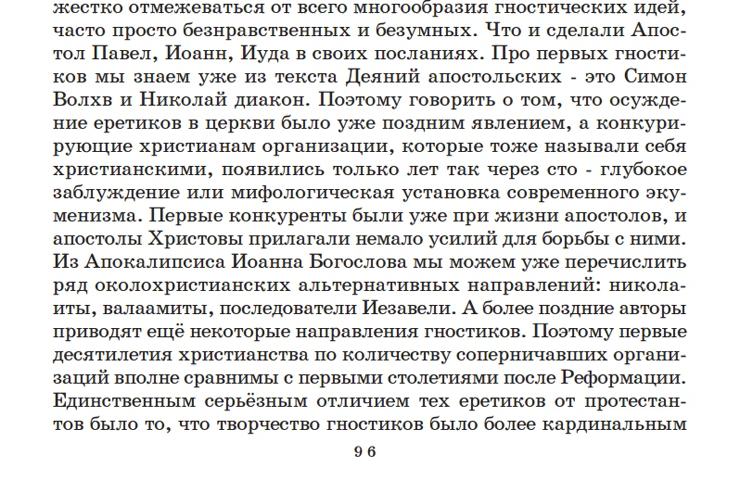 жестко отмежеваться от всего многообразия гностических идей,
часто просто безнравственных и безумных. Что и сделали Апос-
тол Павел, Иоанн, Иуда в своих посланиях. Про первых гности-
ков мы знаем уже из текста Деяний апостольских - это Симон
Волхв и Николай диакон. Поэтому говорить о том, что осужде-
ние еретиков в церкви было уже поздним явлением, а конкури-
рующие христианам организации, которые тоже называли себя
христианскими, появились только лет так через сто - глубокое
заблуждение или мифологическая установка современного эку-
менизма. Первые конкуренты были уже при жизни апостолов, и
апостолы Христовы прилагали немало усилий для борьбы с ними.
Из Апокалипсиса Иоанна Богослова мы можем уже перечислить
ряд околохристианских альтернативных направлений: никола-
иты, валаамиты, последователи Иезавели. А более поздние авторы
приводят ещё некоторые направления гностиков. Поэтому первые
десятилетия христианства по количеству соперничавших органи-
заций вполне сравнимы с первыми столетиями после Реформации.
Единственным серьёзным отличием тех еретиков от протестан-
тов было то, что творчество гностиков было более кардинальным
96